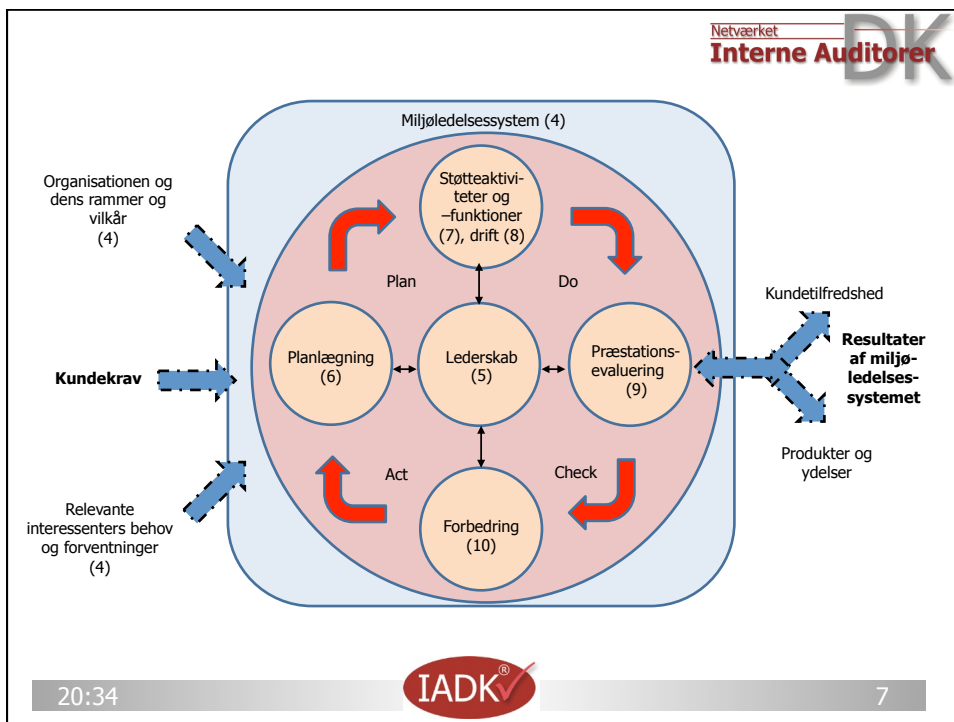 Netværket
Interne Auditorer
DK
Miljøledelsessystem (4)
Organisationen og
dens rammer og
vilkår
(4)
Støtteaktivi-
teter og
–funktioner
(7), drift (8)
Plan
Do
Kundetilfredshed
Kundekrav
Planlægning
(6)
Lederskab
(5)
Præstations-
evaluering
(9)
Resultater
af miljø-
ledelses-
systemet
Act
Check
Produkter og
ydelser
Relevante
interessenters behov
og forventninger
(4)
Forbedring
(10)
20:34
IADK®
7